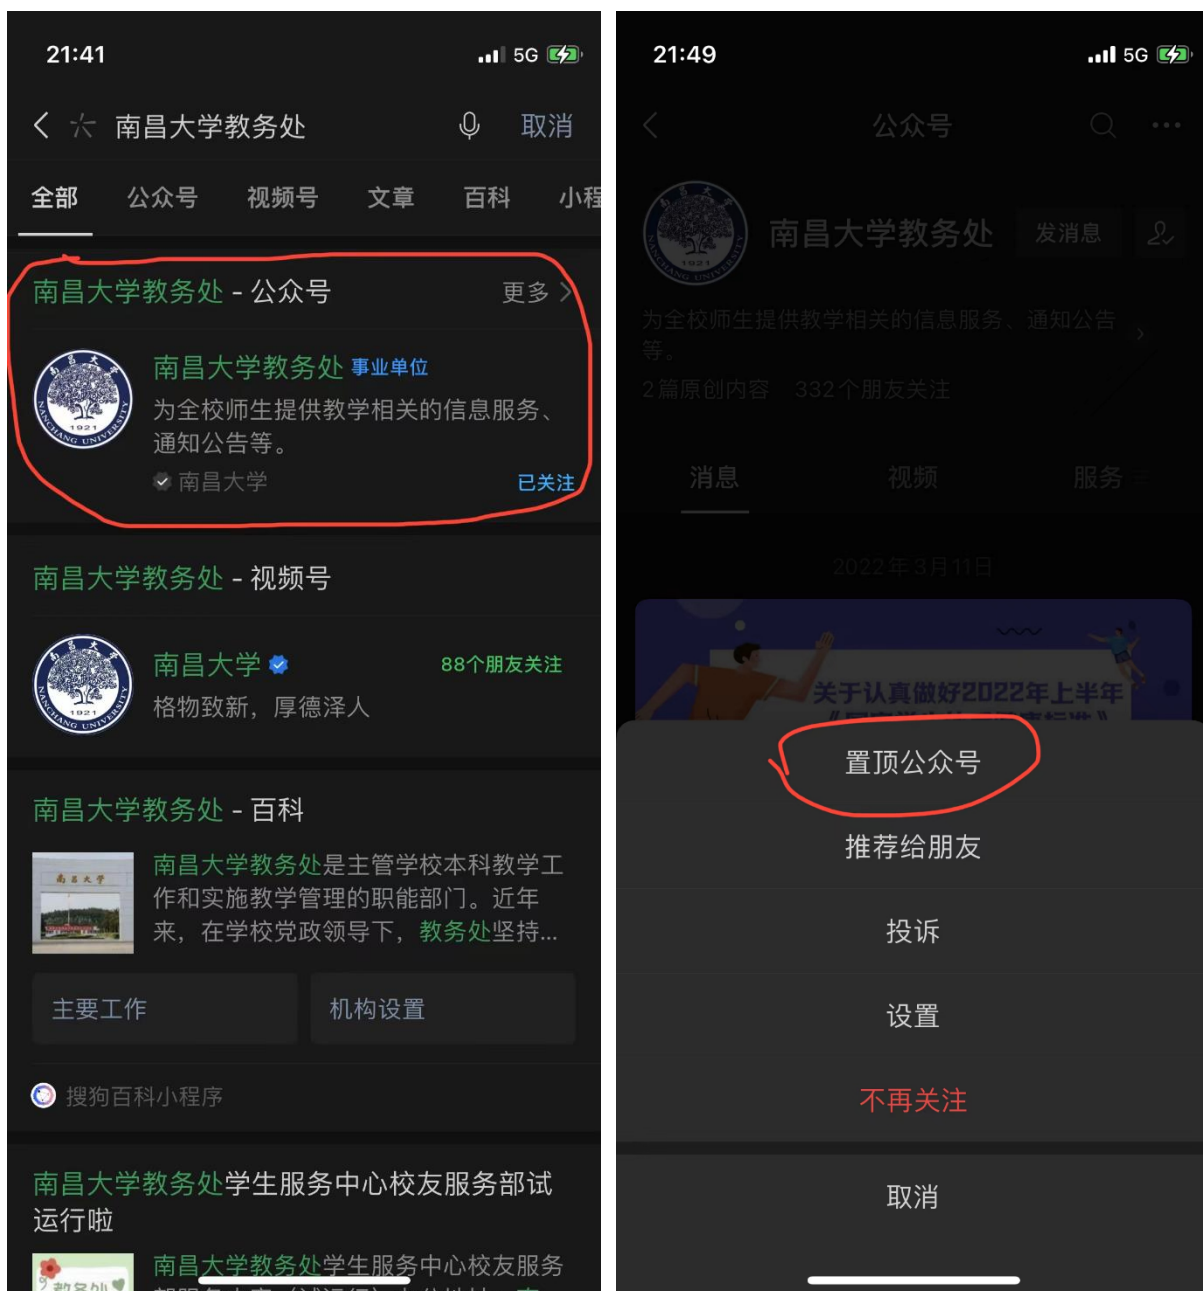 21:41
5G
南昌大学教务处
取消
全部 公众号 视频号 文章 百科 小程
南昌大学教务处 - 公众号
更多
南昌大学教务处 事业单位
为全校师生提供教学相关的信息服务、
通知公告等。
南昌大学
已关注
南昌大学教务处 - 视频号
南昌大学
88个朋友关注
格物致新，厚德泽人
南昌大学教务处 - 百科
南昌大学教务处是主管学校本科教学工
作和实施教学管理的职能部门。近年
来，在学校党政领导下，教务处坚持...
主要工作
机构设置
搜狗百科小程序
南昌大学教务处学生服务中心校友服务部试
运行啦
南昌大学教务处学生服务中心校友服务
21:49
5G
公众号
南昌大学
1921
NANCHANG UNIVERSITY
南昌大学教务处
发消息
为全校师生提供教学相关的信息服务、通知公告
等。
2篇原创内容 332个朋友关注
消息 视频 服务
2022年3月11日
关于认真做好2022年上半年
置顶公众号
推荐给朋友
投诉
设置
不再关注
取消